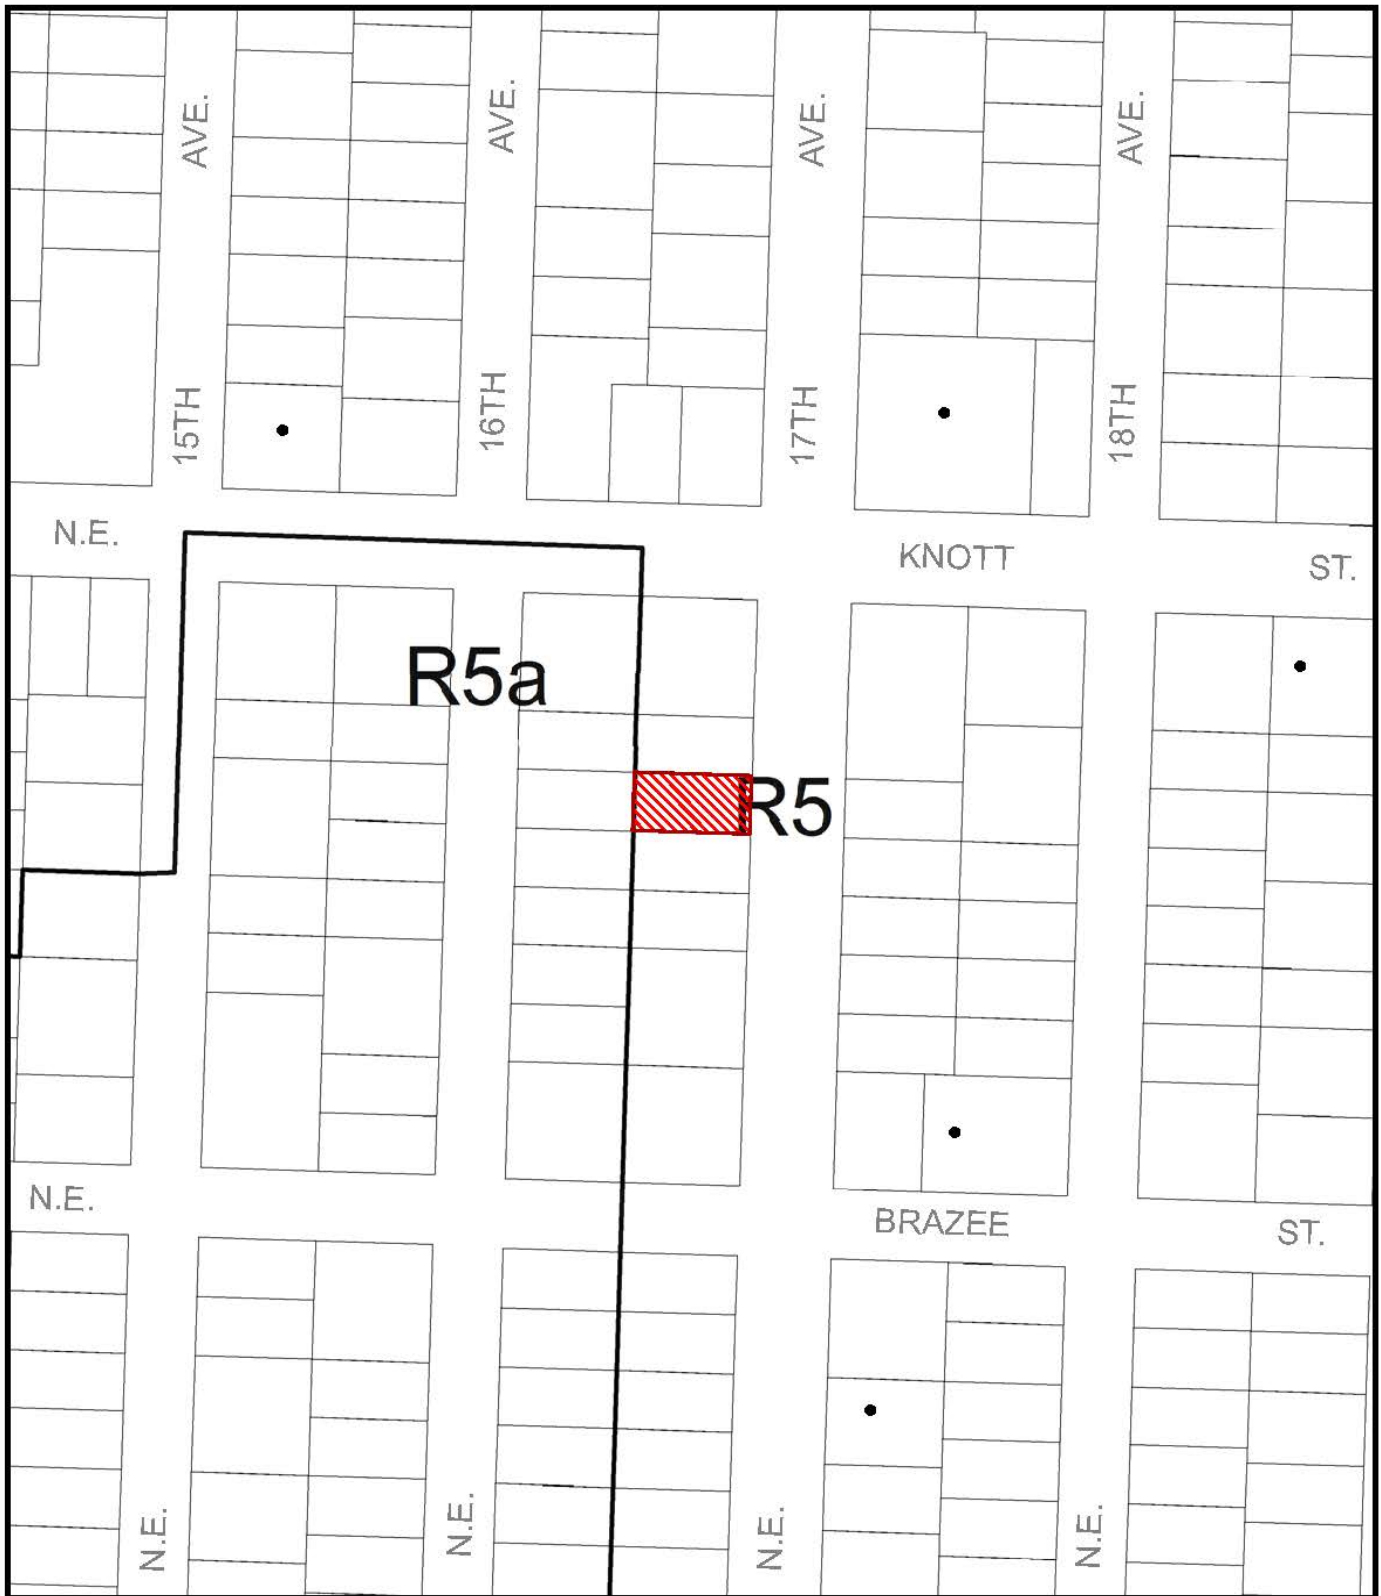 AVE.
AVE.
AVE.
AVE.
15TH
16TH
17TH
18TH
N.E.
KNOTT
ST.
R5a
R5
N.E.
BRAZEE
ST.
N.E.
N.E.
N.E.
N.E.